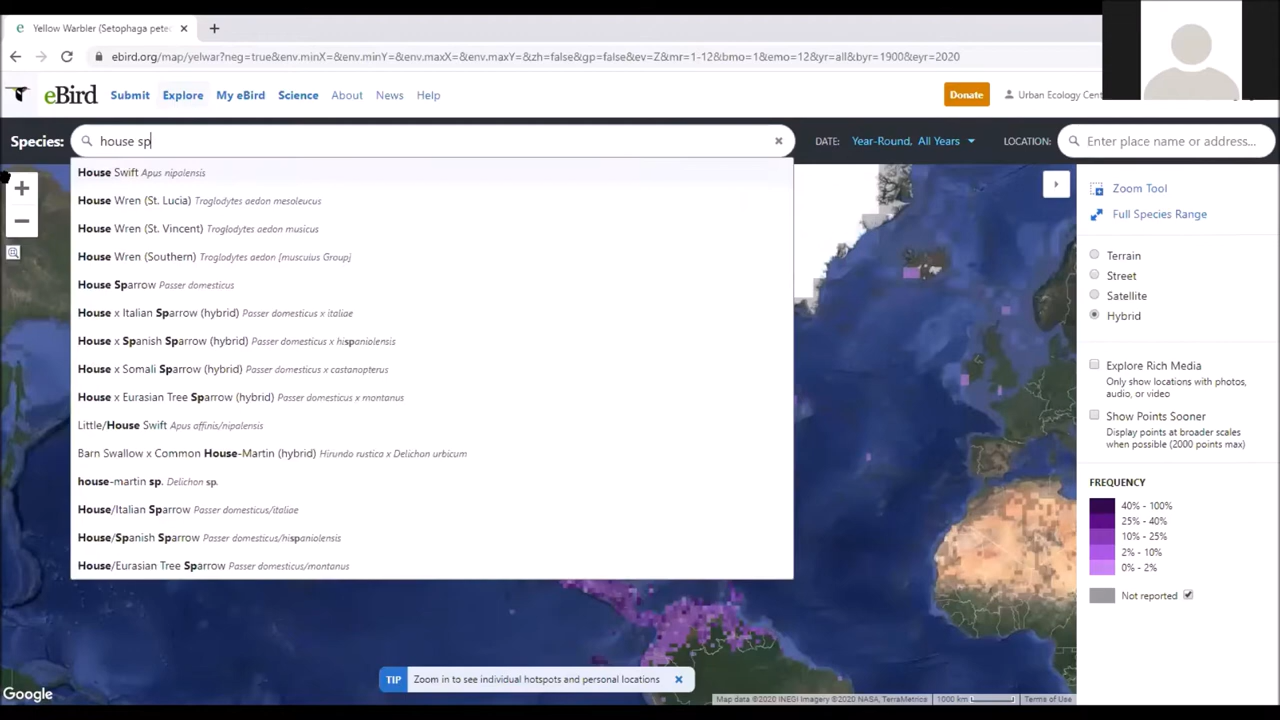 Yellow Warbler (Setophaga petec
ebird.org/map/yelwar?neg=true&env.minX=&env.minY=&env.maxX=&env.maxY=&zh=false&gp=false&ev=Z&mr=1-12&bmo=1&emo=12&yr=all&byr=1900&eyr=2020
eBird Submit Explore My eBird Science About News Help Donate Urban Ecology Cent
Species: house sp DATE: Year-Round, All Years LOCATION: Enter place name or address...
House Swift Apus nipalensis
House Wren (St. Lucia) Troglodytes aedon mesoleucus
House Wren (St. Vincent) Troglodytes aedon musicus
House Wren (Southern) Troglodytes aedon [musculus Group]
House Sparrow Passer domesticus
House x Italian Sparrow (hybrid) Passer domesticus x italiae
House x Spanish Sparrow (hybrid) Passer domesticus x hispaniolensis
House x Somali Sparrow (hybrid) Passer domesticus x castanopterus
House x Eurasian Tree Sparrow (hybrid) Passer domesticus x montanus
Little/House Swift Apus affinis/nipalensis
Barn Swallow x Common House-Martin (hybrid) Hirundo rustica x Delichon urbicum
house-martin sp. Delichon sp.
House/Italian Sparrow Passer domesticus/italiae
House/Spanish Sparrow Passer domesticus/hispaniolensis
House/Eurasian Tree Sparrow Passer domesticus/montanus
Zoom Tool
Full Species Range
Terrain
Street
Satellite
Hybrid
Explore Rich Media
Only show locations with photos,
audio, or video
Show Points Sooner
Display points at broader scales
when possible (2000 points max)
FREQUENCY
40% - 100%
25% - 40%
10% - 25%
2% - 10%
0% - 2%
Not reported
TIP Zoom in to see individual hotspots and personal locations
Google
Map data ©2020 INEGI Imagery ©2020 NASA, TerraMetrics 1000 km Terms of Use